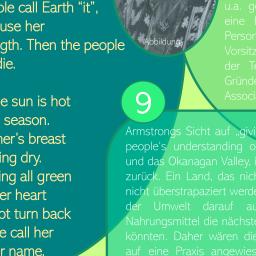 ple call Earth "it",
use her
gth. Then the people
die.
e sun is hot
season.
her's breast
ing dry.
ing all green
er heart
ot turn back
e call her
r name.
(Abbildung)
u.a. g
eine
Person
Vorsitz
der Te
Gründe
Associ
9
Armstrongs Sicht auf „givi
people's understanding o
und das Okanagan Valley, i
zurück. Ein Land, das nich
nicht überstrapaziert werde
der Umwelt darauf au
Nahrungsmittel die nächste
könnten. Daher wären die
auf eine Praxis angewies